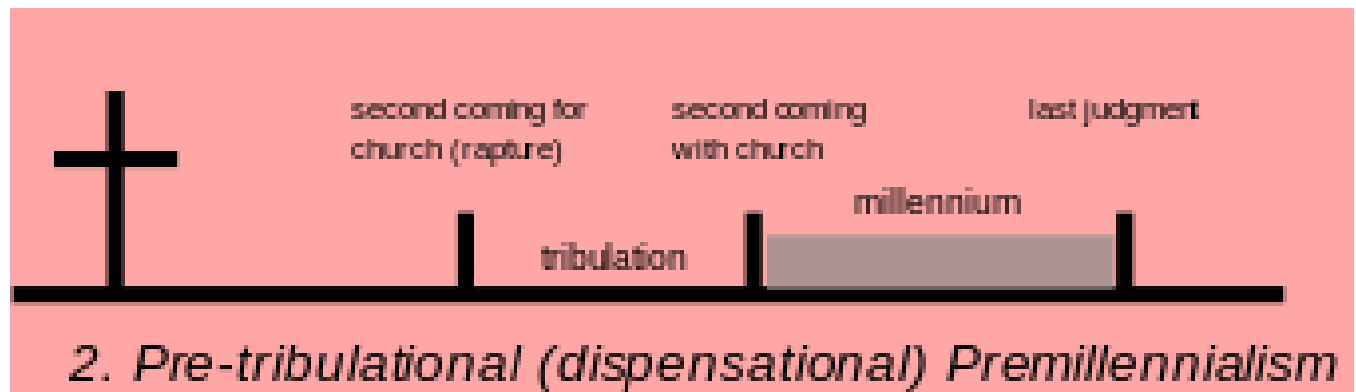 second coming for
church (rapture)
second coming
with church
last judgment
millennium
tribulation
2. Pre-tribulational (dispensational) Premillennialism